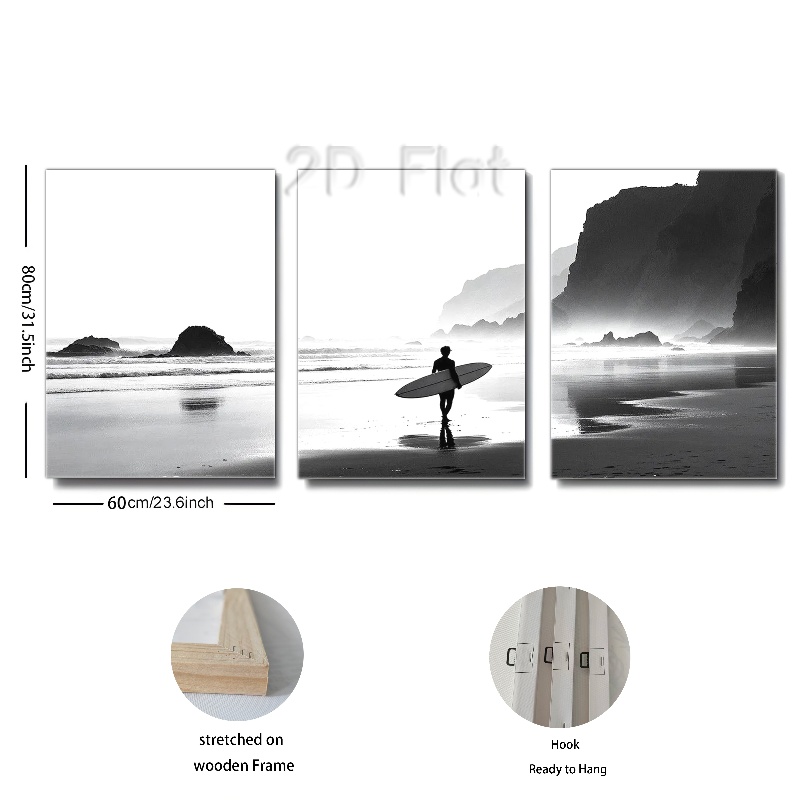 2D Flat
80cm/31.5inch
60cm/23.6inch
stretched on
wooden Frame
Hook
Ready to Hang